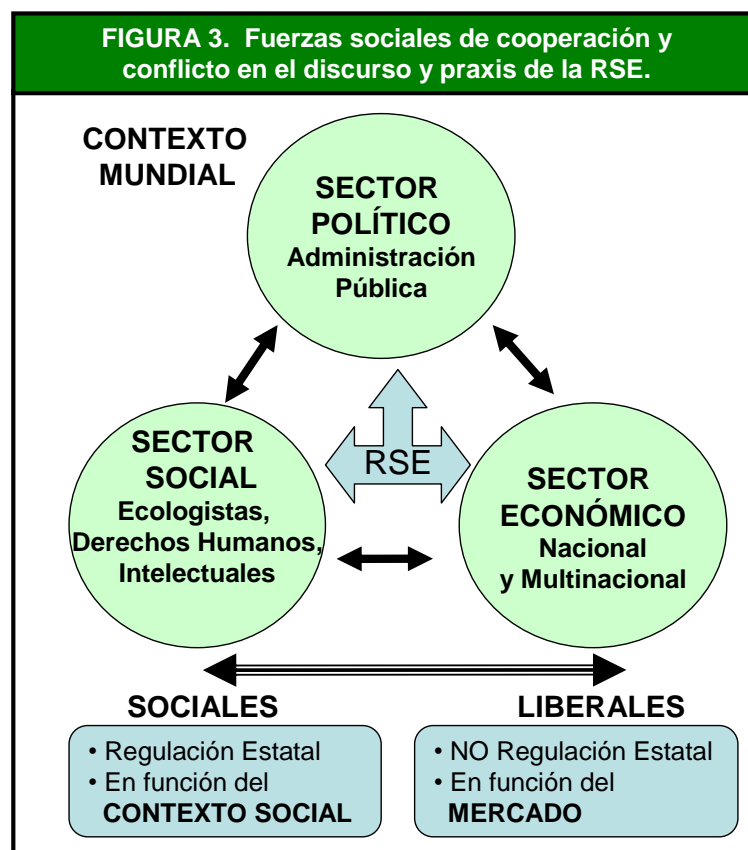 FIGURA 3. Fuerzas sociales de cooperación y
conflicto en el discurso y praxis de la RSE.
CONTEXTO
MUNDIAL
SECTOR
POLÍTICO
Administración
Pública
SECTOR
SOCIAL
Ecologistas,
Derechos Humanos,
Intelectuales
RSE
SECTOR
ECONÓMICO
Nacional
y Multinacional
SOCIALES
• Regulación Estatal
• En función del
CONTEXTO SOCIAL
LIBERALES
• NO Regulación Estatal
• En función del
MERCADO